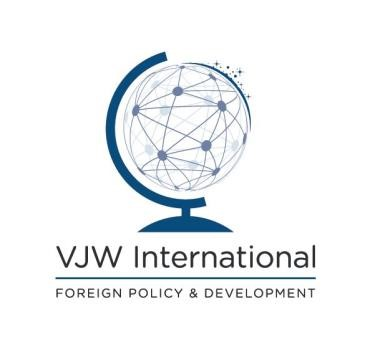 VJW International
FOREIGN POLICY & DEVELOPMENT